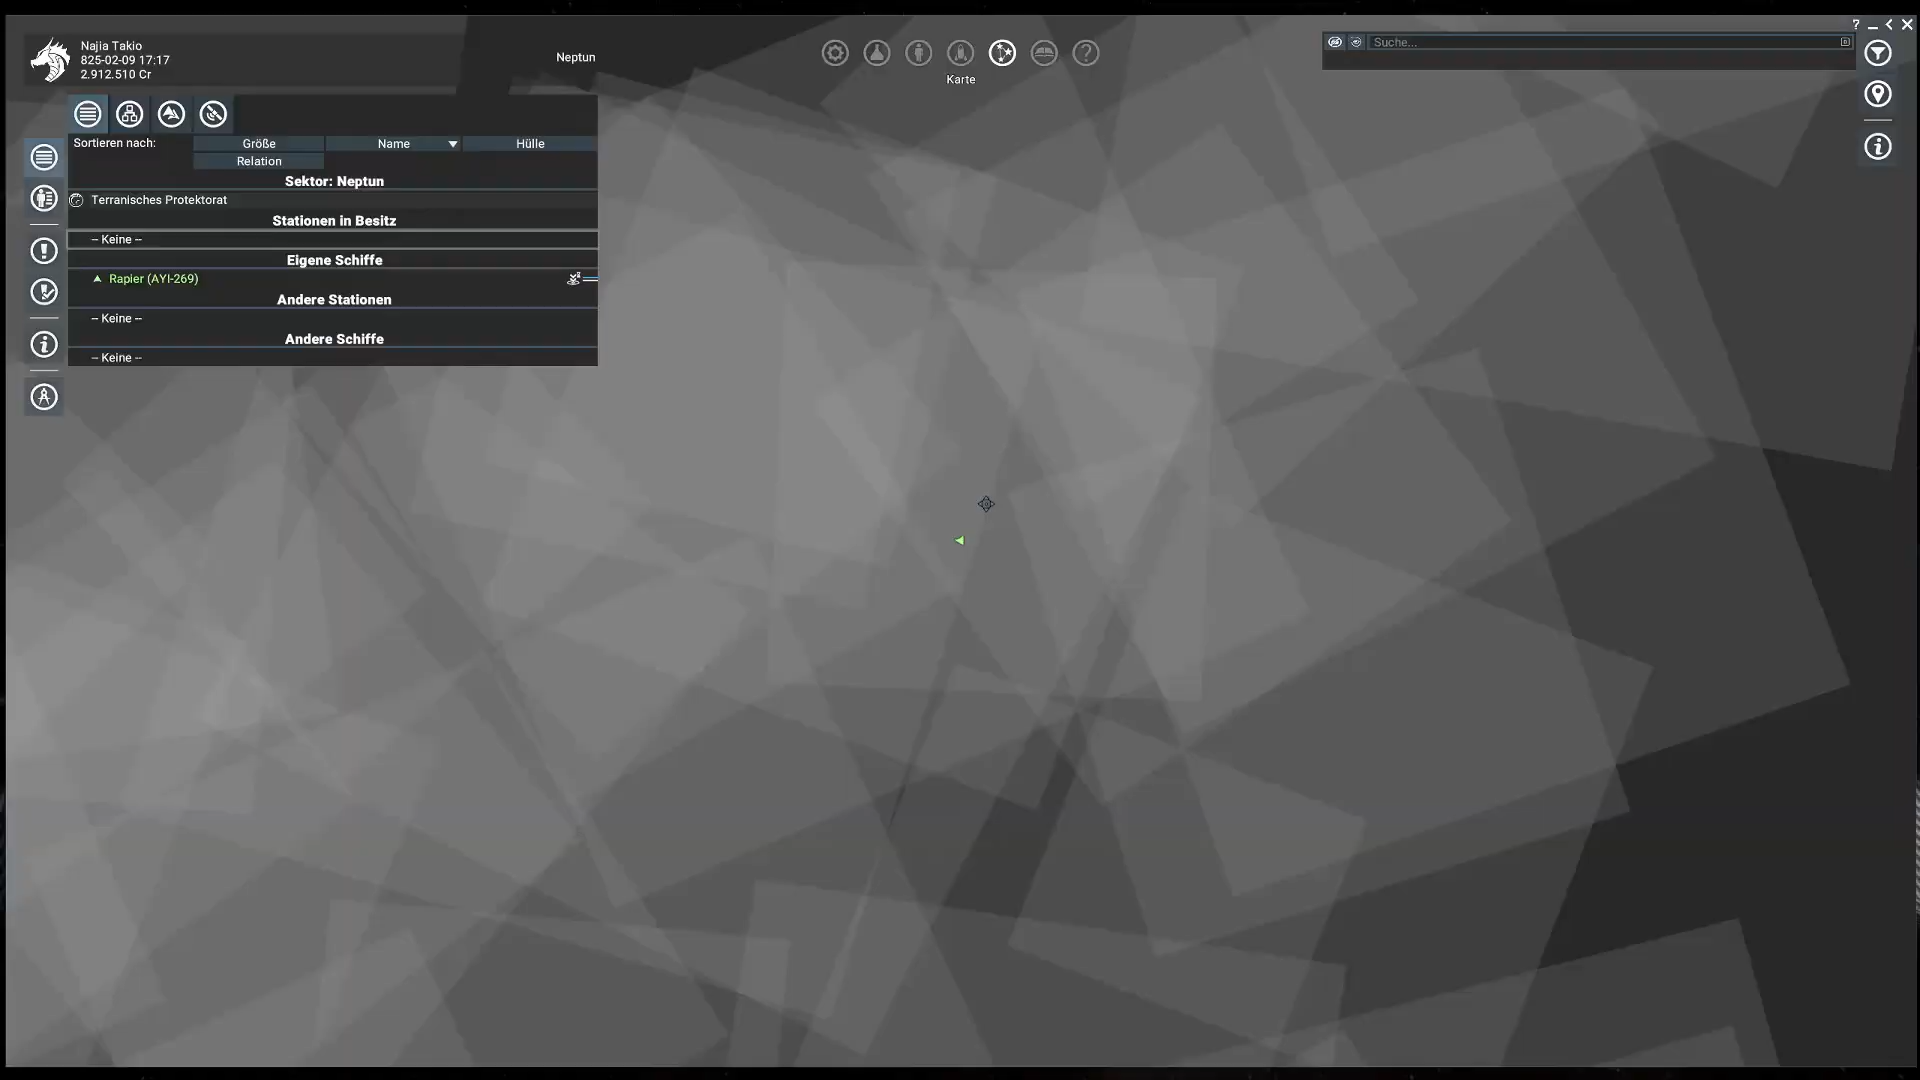 Najia Takio
825-02-09 17:17
2.912.510 Cr
Neptun
Karte
Suche...
Sortieren nach:
Größe
Name
Hülle
Relation
Sektor: Neptun
Terranisches Protektorat
Stationen in Besitz
-- Keine --
Eigene Schiffe
Rapier (AYI-269)
Andere Stationen
-- Keine --
Andere Schiffe
-- Keine --